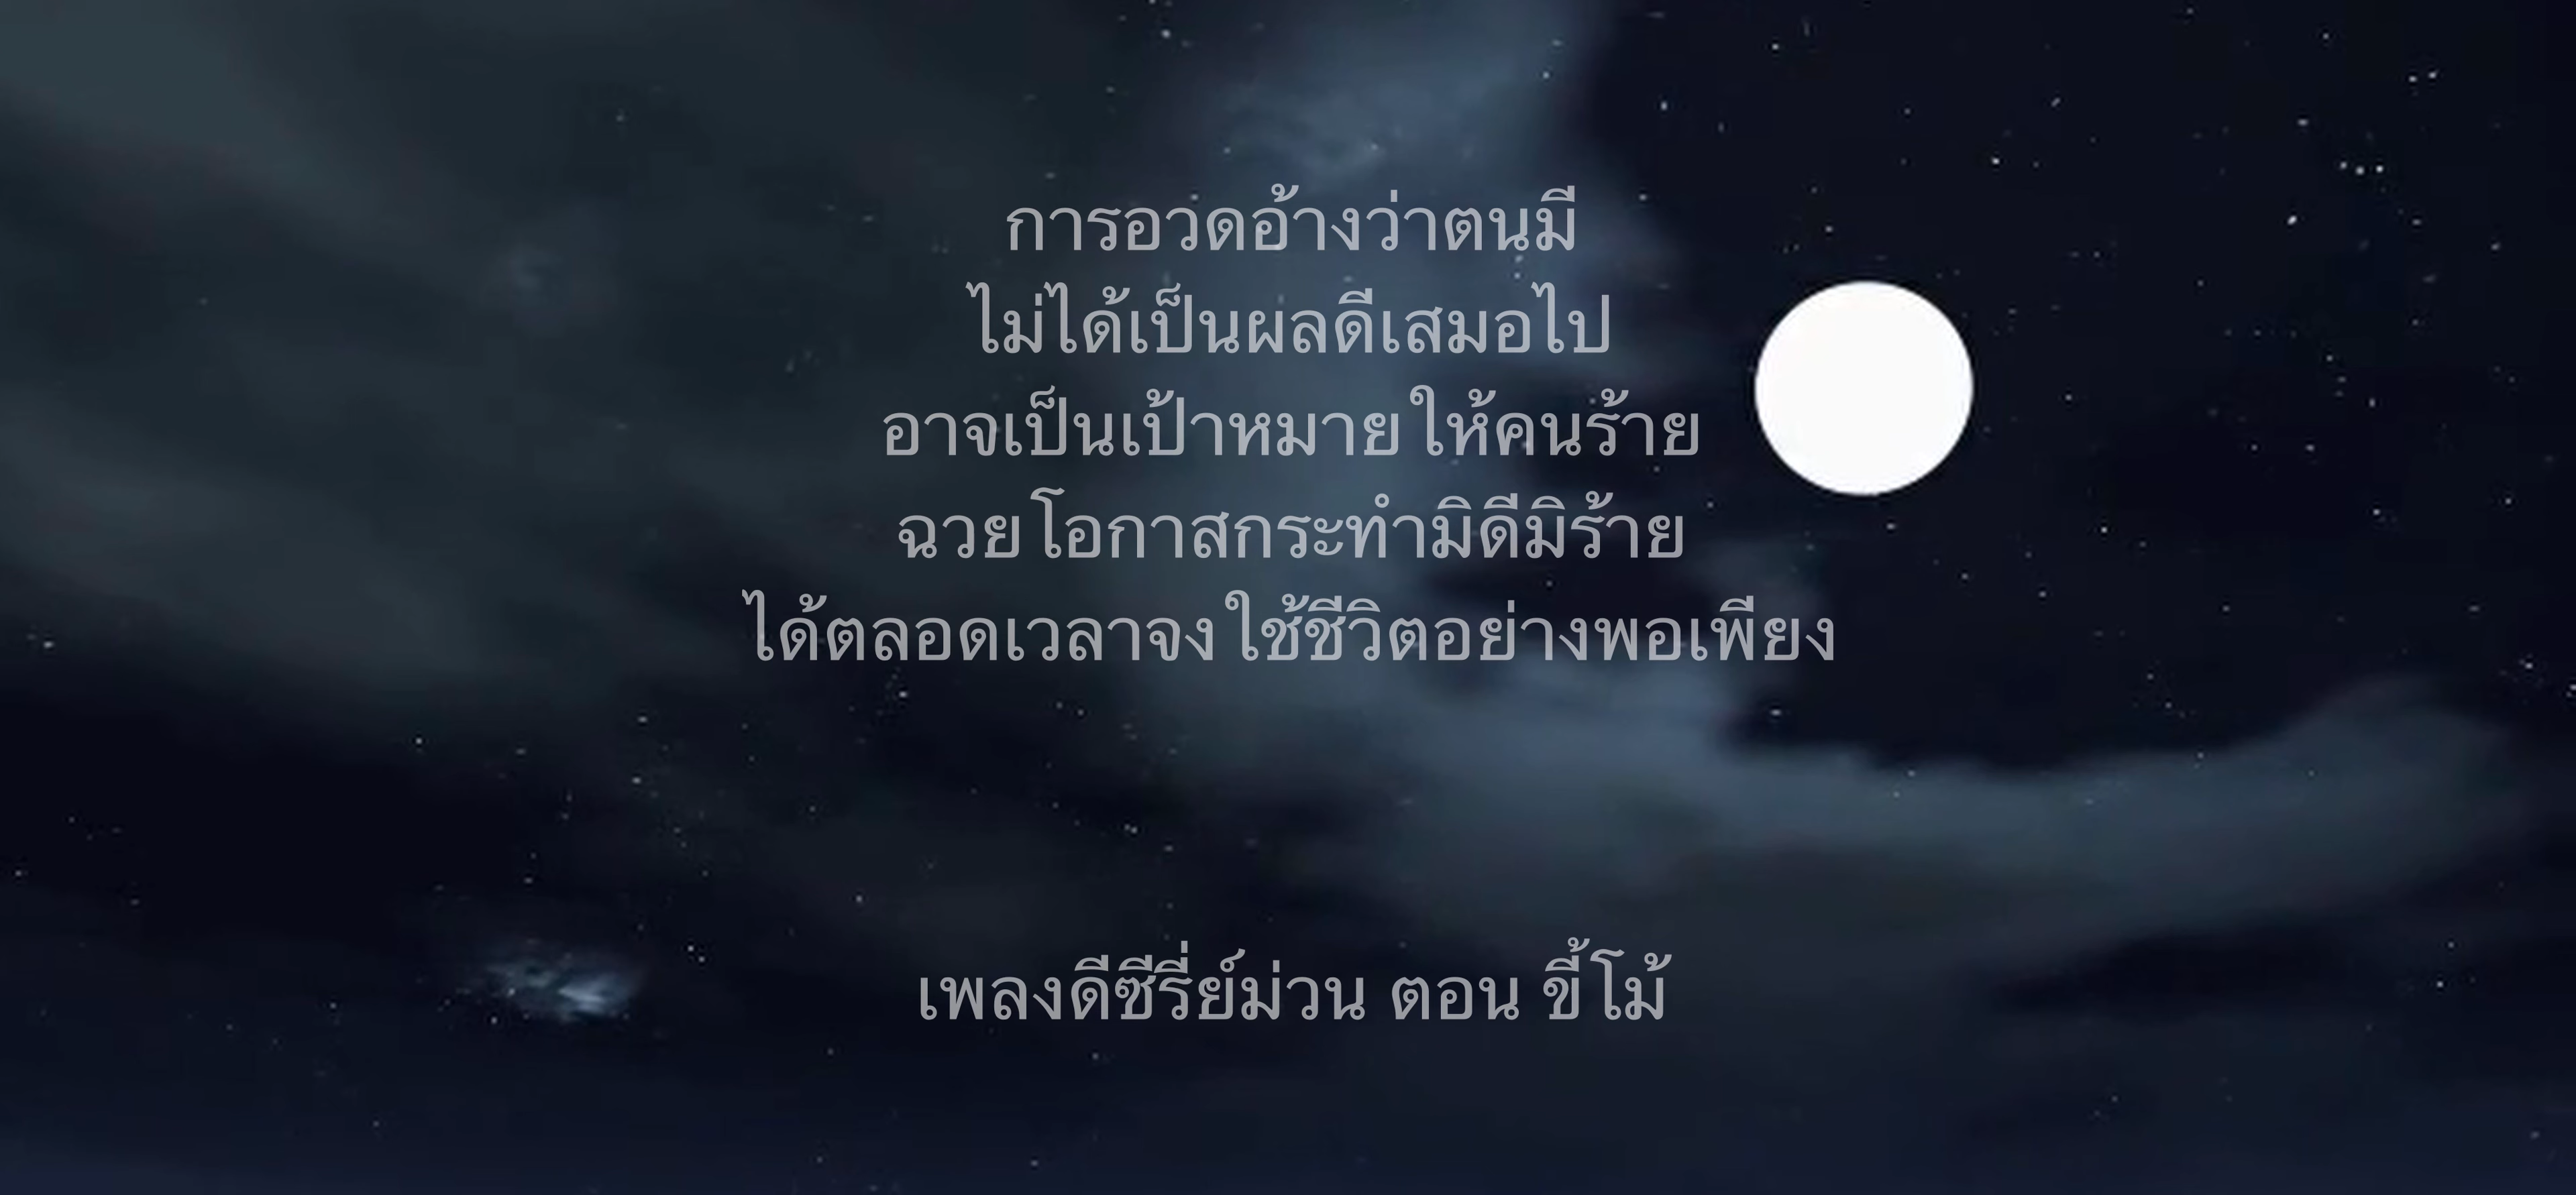 การอวดอ้างว่าตนมี
ไม่ได้เป็นผลดีเสมอไป
อาจเป็นเป้าหมายให้คนร้าย
ฉวยโอกาสกระทำมิดีมิร้าย
ได้ตลอดเวลาจงใช้ชีวิตอย่างพอเพียง
เพลงดีซีรี่ย์ม่วน ตอน ขี้โม้